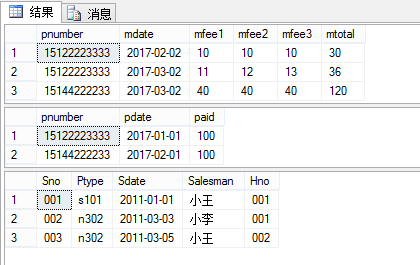 结果 消息
pnumber mdate mfee1 mfee2 mfee3 mtotal
1 15122223333 2017-02-02 10 10 10 30
2 15122223333 2017-03-02 11 12 13 36
3 15144222233 2017-03-02 40 40 40 120
pnumber pdate paid
1 15122223333 2017-01-01 100
2 15144222233 2017-02-01 100
Sno Ptype Sdate Salesman Hno
1 001 s101 2011-01-01 小王 001
2 002 n302 2011-03-03 小李 001
3 003 n302 2011-03-05 小王 002